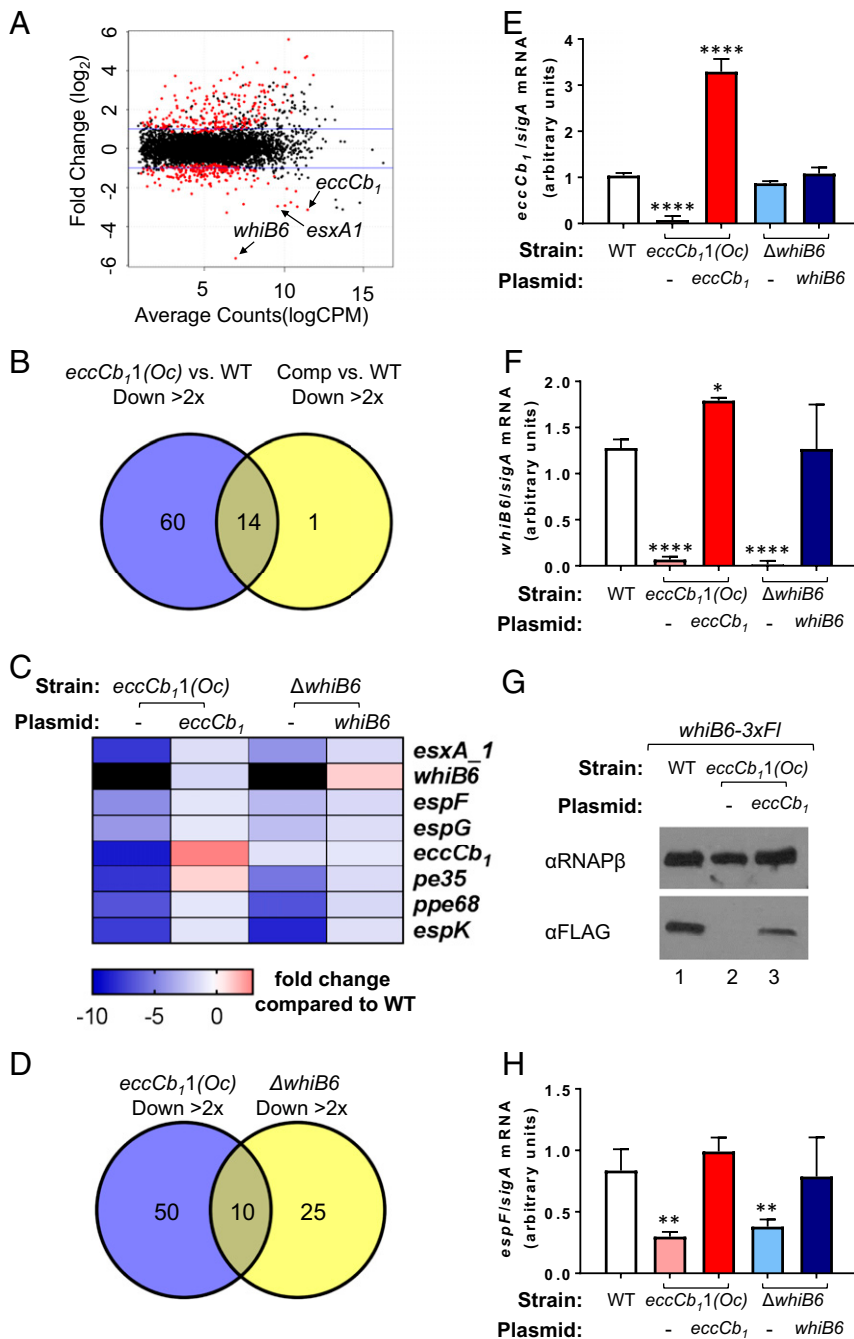 A
Fold Change (log2)
6
4
2
0
-2
-4
-6
eccCb1
esxA1
whiB6
5
10
15
Average Counts(logCPM)
B
eccCb11(Oc) vs. WT
Down >2x
Comp vs. WT
Down >2x
60
14
1
C
Strain: eccCb11(Oc) ΔwhiB6
Plasmid: - eccCb1 - whiB6
esxA_1
whiB6
espF
espG
eccCb1
pe35
ppe68
espK
-10 -5 0
fold change
compared to WT
D
eccCb11(Oc)
Down >2x
ΔwhiB6
Down >2x
50
10
25
E
eccCb1/sigA mRNA
(arbitrary units)
4
3
2
1
0
****
****
Strain: WT eccCb11(Oc) ΔwhiB6
Plasmid: - eccCb1 - whiB6
F
whiB6/sigA mRNA
(arbitrary units)
2.0
1.5
1.0
0.5
0.0
****
*
****
Strain: WT eccCb11(Oc) ΔwhiB6
Plasmid: - eccCb1 - whiB6
G
whiB6-3xFl
Strain: WT eccCb11(Oc)
Plasmid: - eccCb1
αRNAPβ
αFLAG
1 2 3
H
espF/sigA mRNA
(arbitrary units)
1.5
1.0
0.5
0
**
**
Strain: WT eccCb11(Oc) ΔwhiB6
Plasmid: - eccCb1 - whiB6